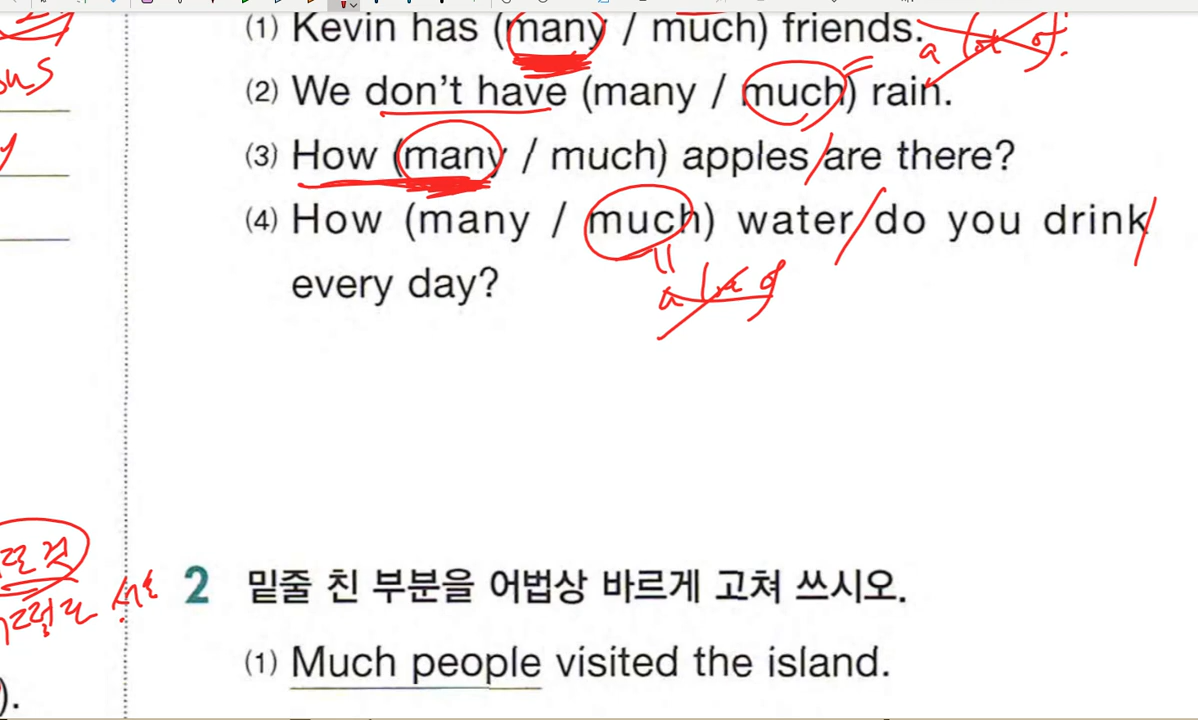 (1) Kevin has (many / much) friends.
a lot of
(2) We don't have (many / much) rain.
(3) How (many / much) apples / are there?
(4) How (many / much) water / do you drink /
a lot of
every day?
2 밑줄 친 부분을 어법상 바르게 고쳐 쓰시오.
(1) Much people visited the island.
).